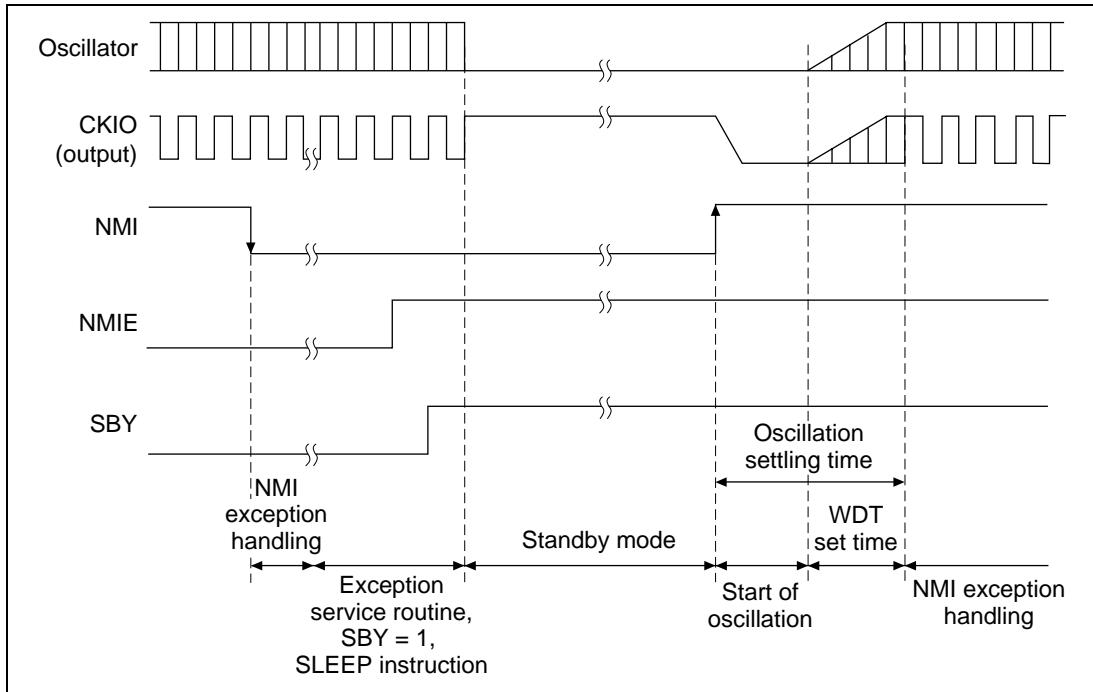 Oscillator
CKIO
(output)
NMI
NMIE
SBY
Oscillation
settling time
NMI
exception
handling
WDT
set time
Standby mode
Exception
service routine,
SBY = 1,
SLEEP instruction
Start of
oscillation
NMI exception
handling